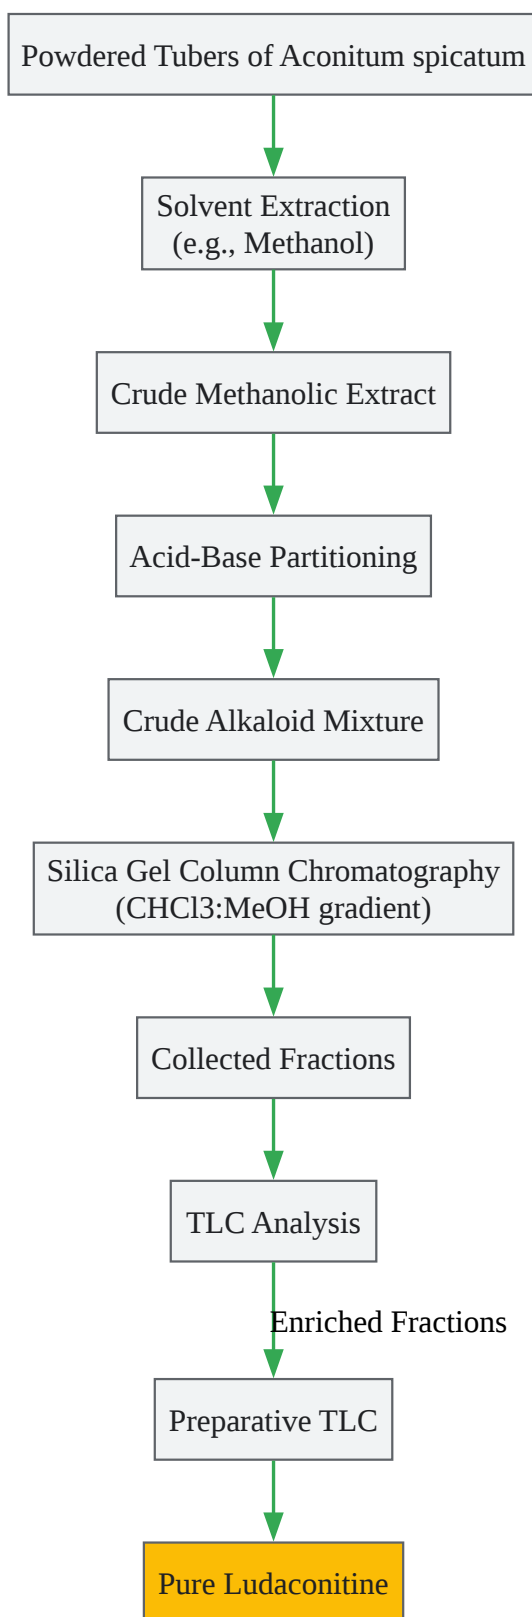 Powdered Tubers of Aconitum spicatum
Solvent Extraction
(e.g., Methanol)
Crude Methanolic Extract
Acid-Base Partitioning
Crude Alkaloid Mixture
Silica Gel Column Chromatography
(CHCl3:MeOH gradient)
Collected Fractions
TLC Analysis
Enriched Fractions
Preparative TLC
Pure Ludaconitine